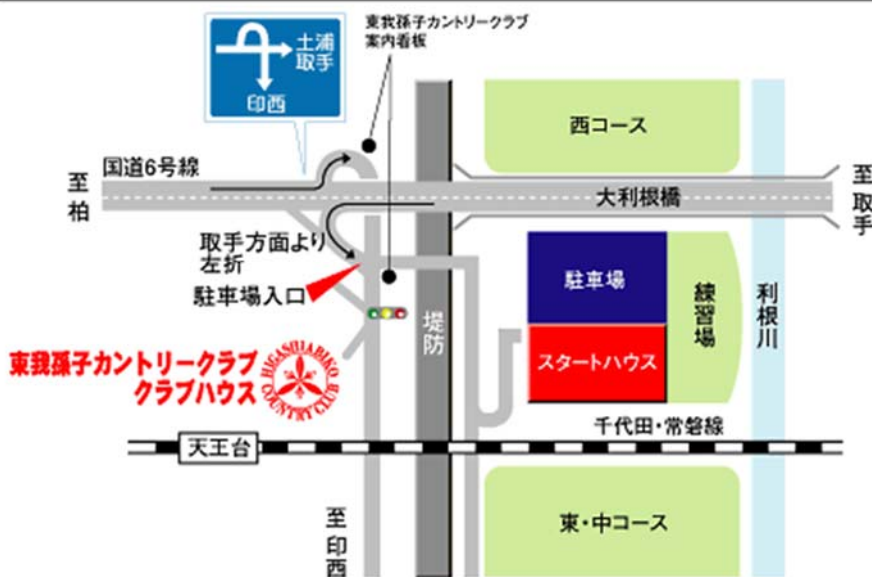 東我孫子カントリークラブ
案内看板
土浦
取手
印西
西コース
国道6号線
至柏
大利根橋
至取手
取手方面より
左折
駐車場入口
駐車場
練習場
利根川
堤防
スタートハウス
東我孫子カントリークラブ
クラブハウス
HIGASHIABIKO
COUNTRY CLUB
千代田・常磐線
天王台
至印西
東・中コース